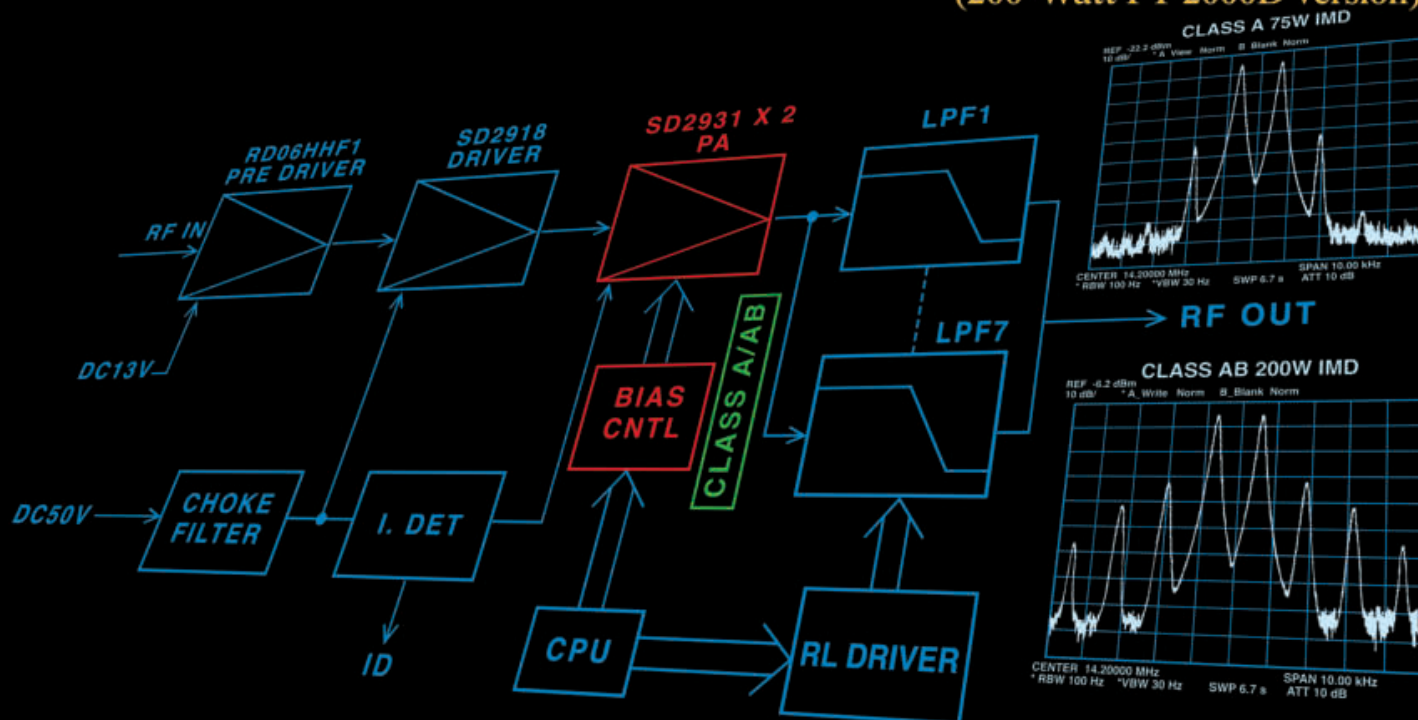 CLASS A 75W IMD
REF -22.2 dBm
10 dB/ * A View Norm B Blank Norm
SD2931 X 2
PA
LPF1
SD2918
DRIVER
RD06HHF1
PRE DRIVER
RF IN
DC13V
CENTER 14.20000 MHz
* RBW 100 Hz *VBW 30 Hz SWP 6.7 s
SPAN 10.00 kHz
ATT 10 dB
RF OUT
LPF7
CLASS A/AB
BIAS
CNTL
CLASS AB 200W IMD
REF -6.2 dBm
10 dB/ * A_Write Norm B_Blank Norm
DC50V
CHOKE
FILTER
I. DET
ID
CPU
RL DRIVER
CENTER 14.20000 MHz
* RBW 100 Hz *VBW 30 Hz SWP 6.7 s
SPAN 10.00 kHz
ATT 10 dB